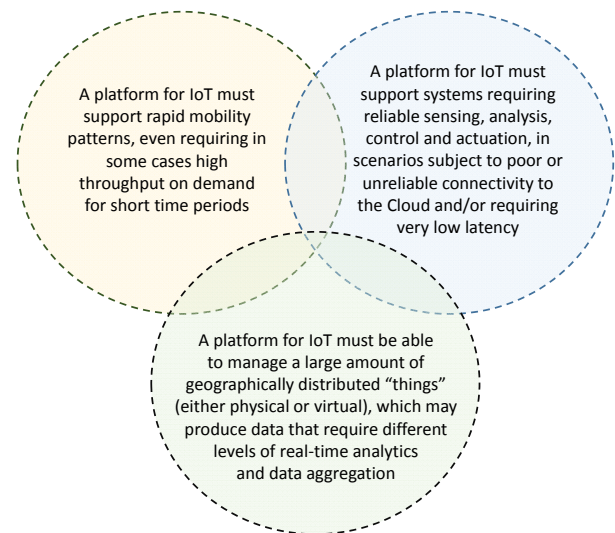 A platform for IoT must
support rapid mobility
patterns, even requiring in
some cases high
throughput on demand
for short time periods
A platform for IoT must
support systems requiring
reliable sensing, analysis,
control and actuation, in
scenarios subject to poor or
unreliable connectivity to
the Cloud and/or requiring
very low latency
A platform for IoT must be able
to manage a large amount of
geographically distributed “things”
(either physical or virtual), which may
produce data that require different
levels of real-time analytics
and data aggregation